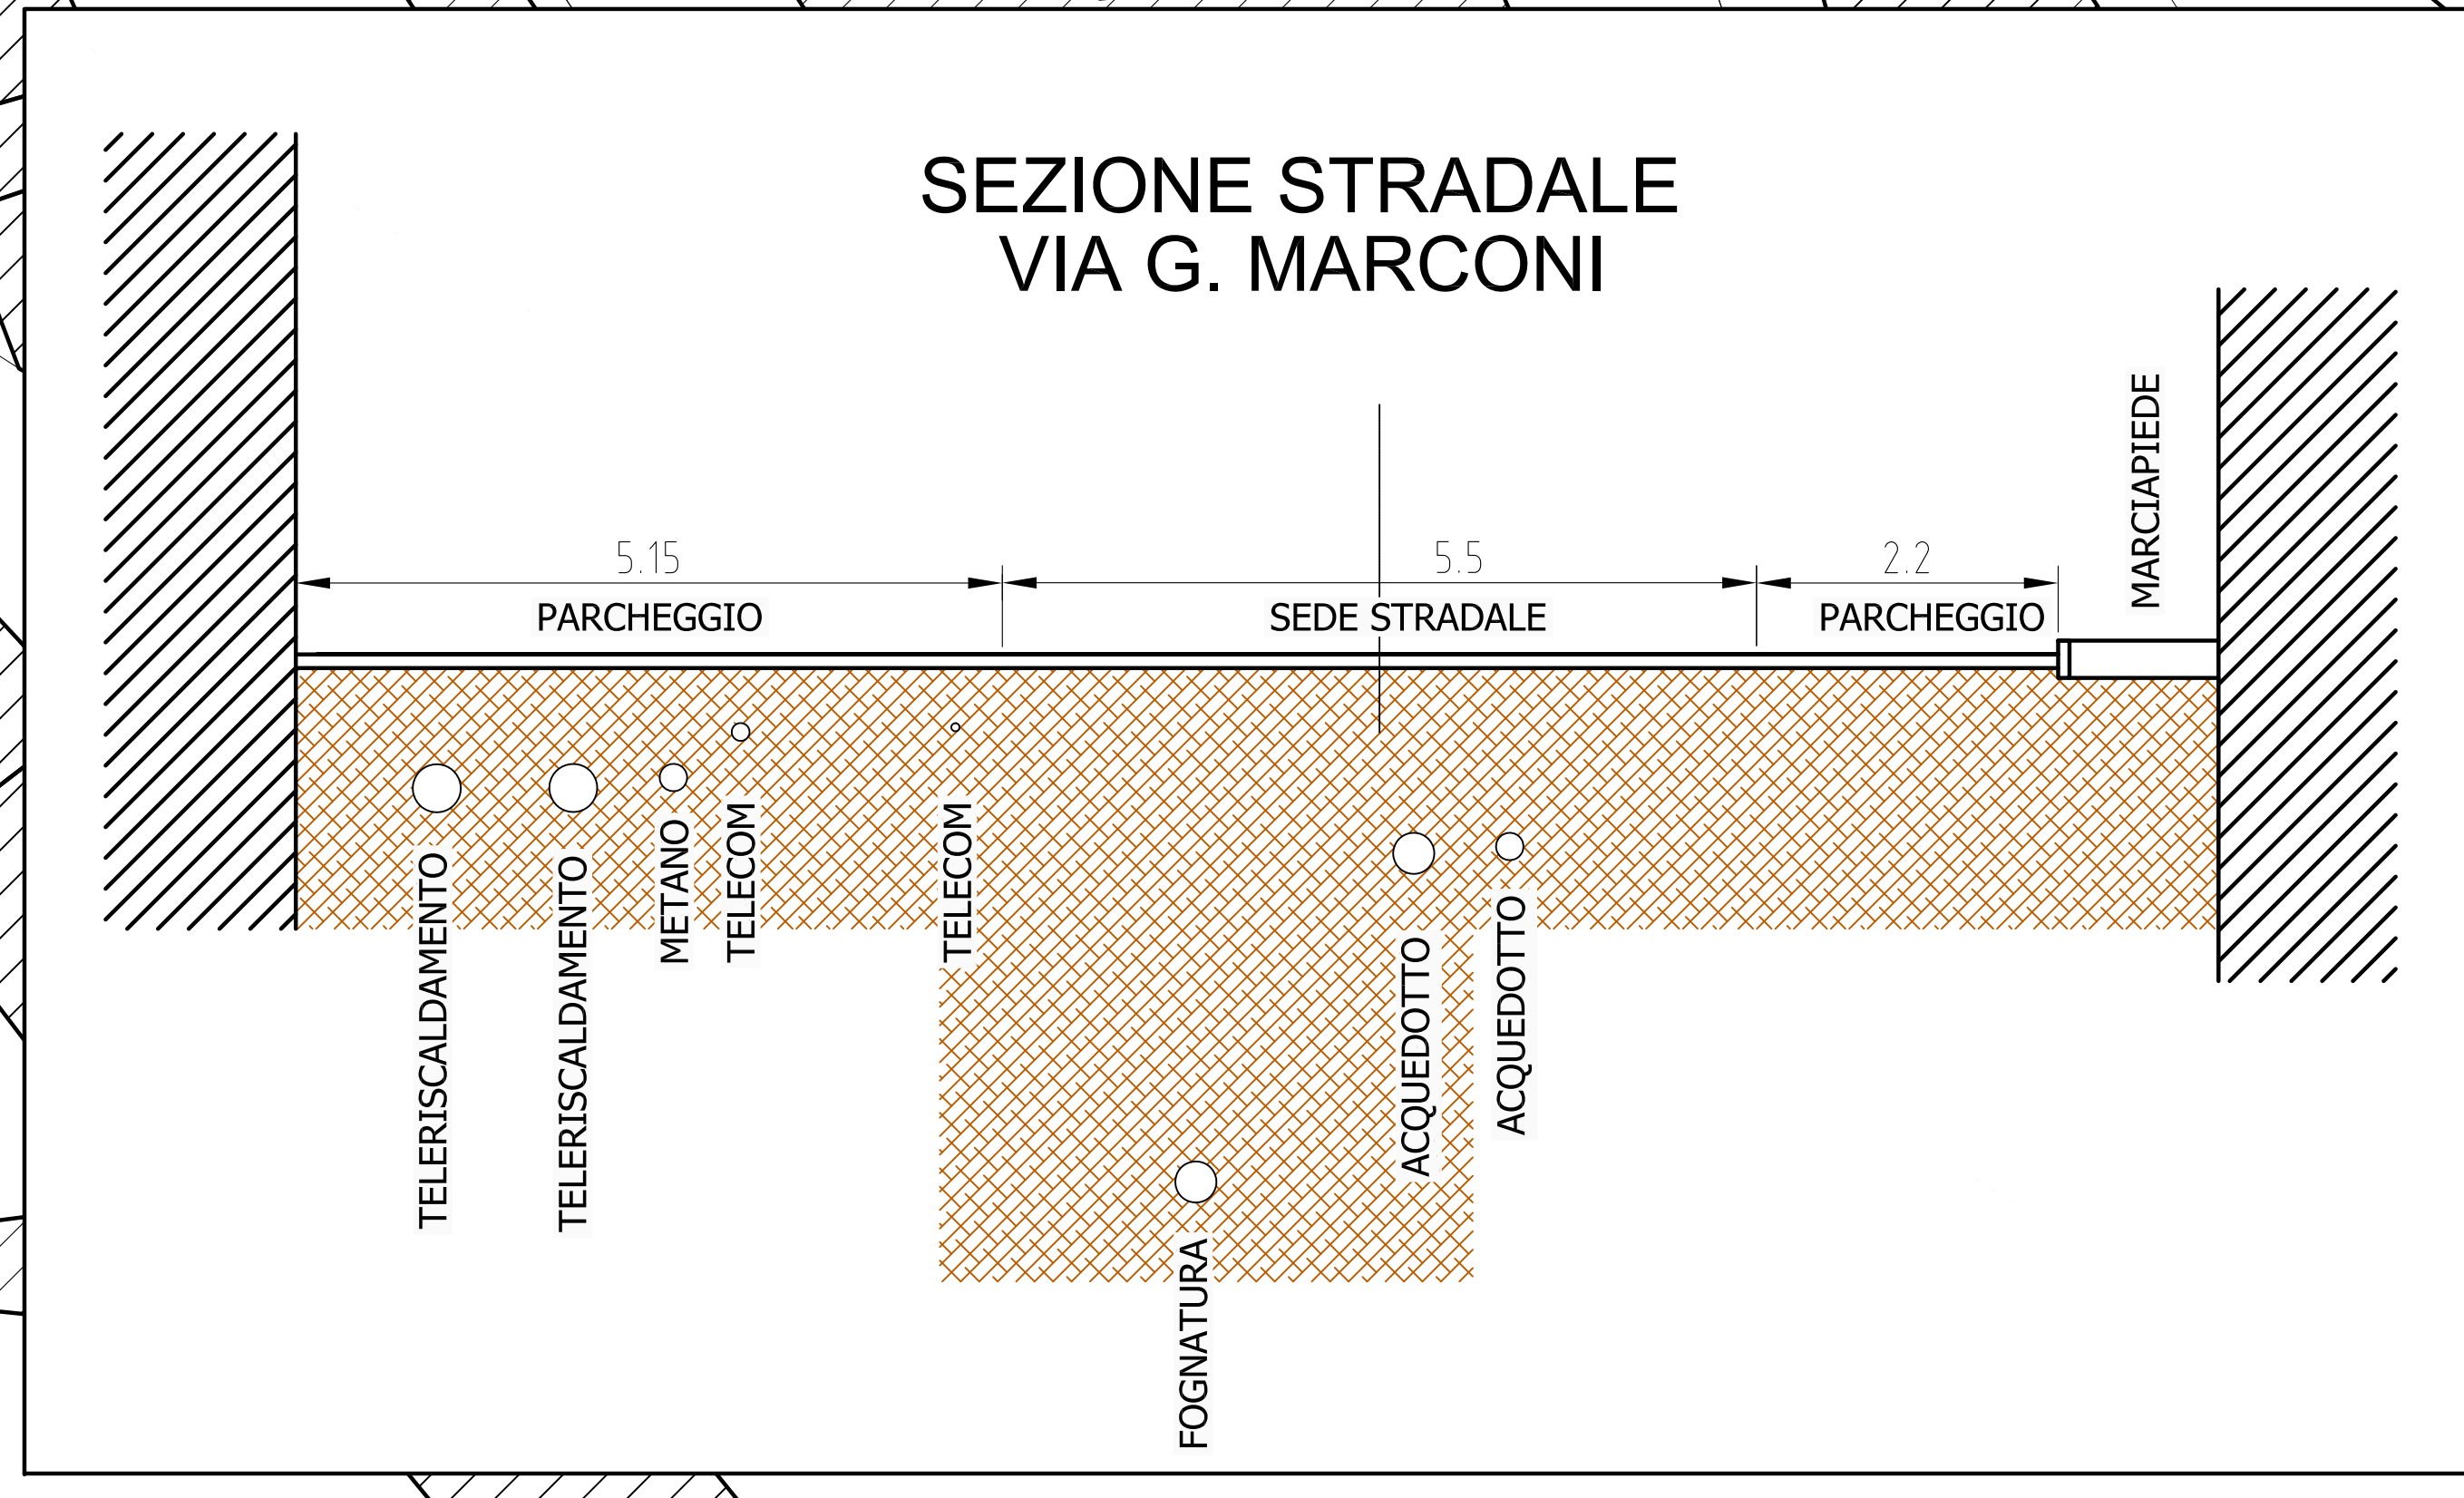 SEZIONE STRADALE
VIA G. MARCONI
MARCIAPIEDE
5.15
5.5
2.2
PARCHEGGIO
SEDE STRADALE
PARCHEGGIO
TELERISCALDAMENTO
TELERISCALDAMENTO
METANO
TELECOM
TELECOM
FOGNATURA
ACQUEDOTTO
ACQUEDOTTO